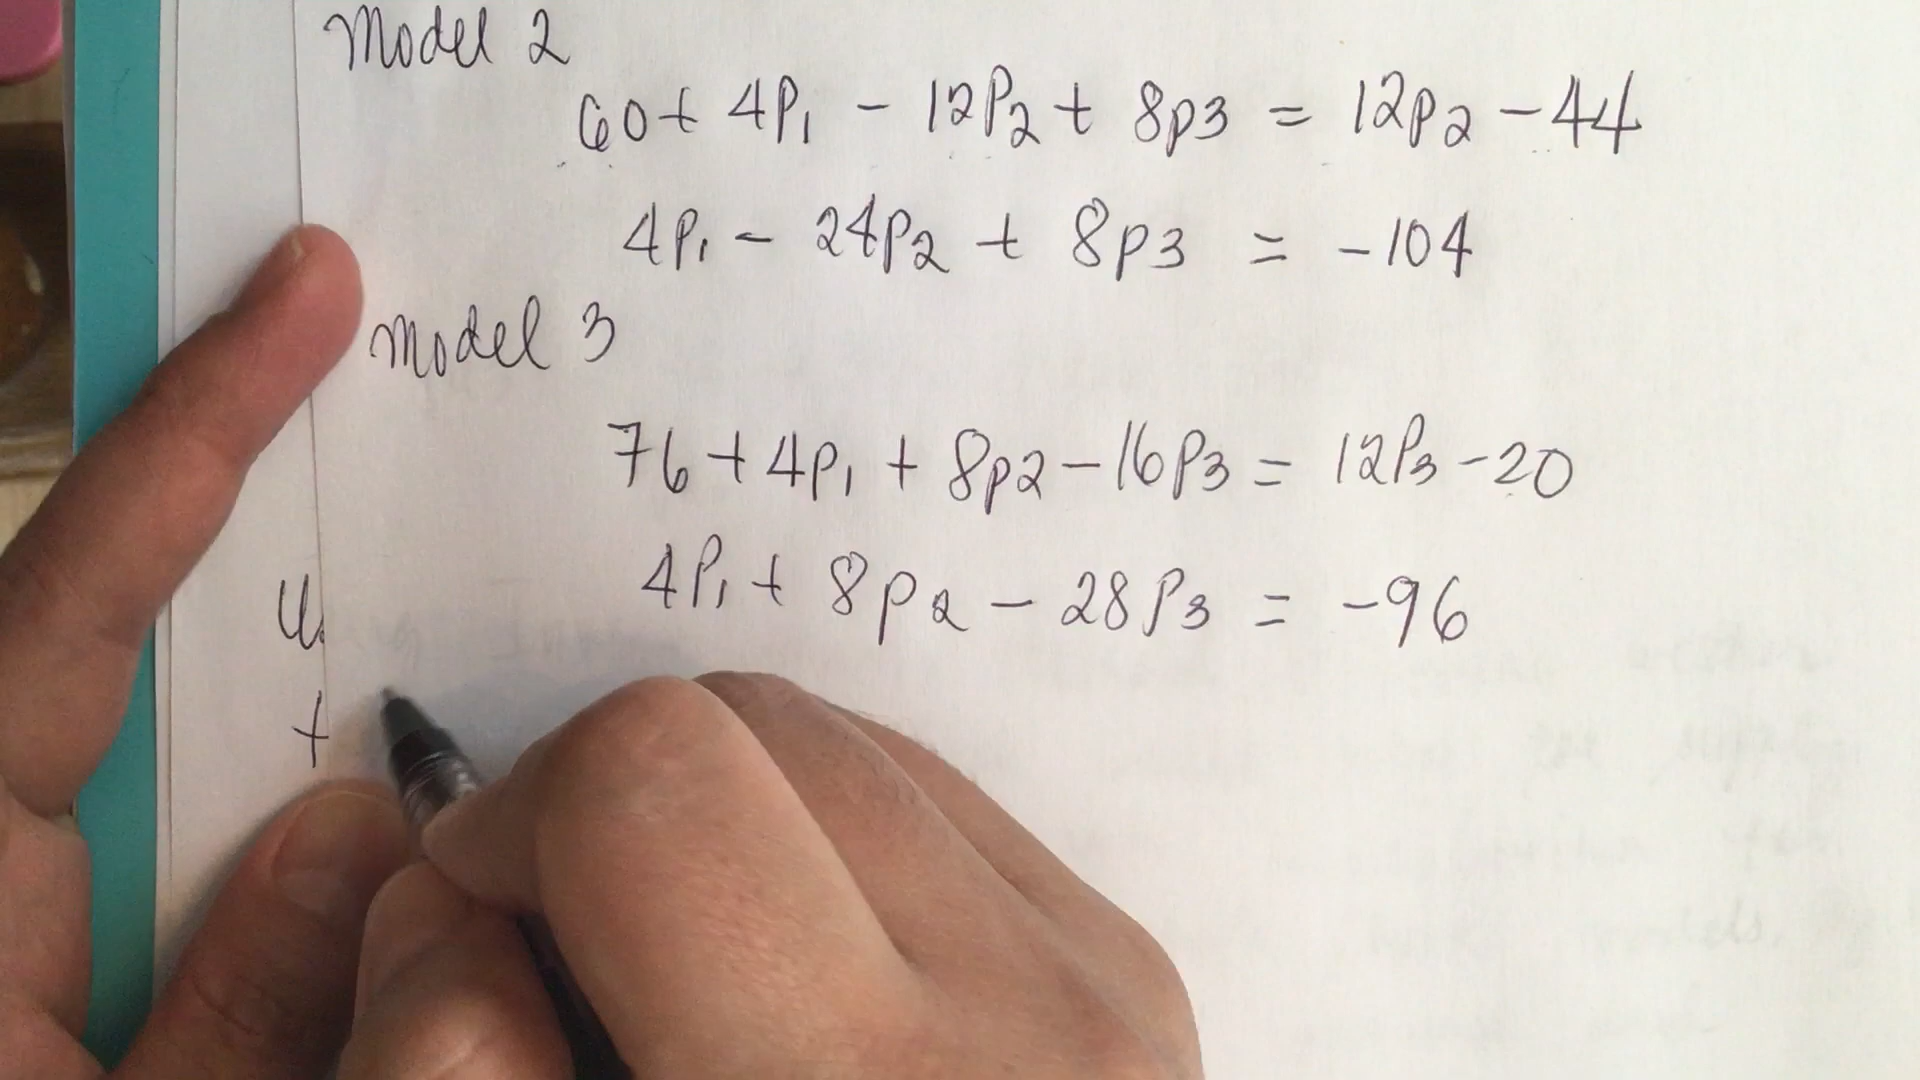 Model 2
60 + 4P₁ - 12P₂ + 8p3 = 12p₂ - 44
4P₁ - 24P₂ + 8p3 = -104
Model 3
76 + 4p₁ + 8p2 - 16P₃ = 12P₃ - 20
4P₁ + 8p₂ - 28P₃ = -96